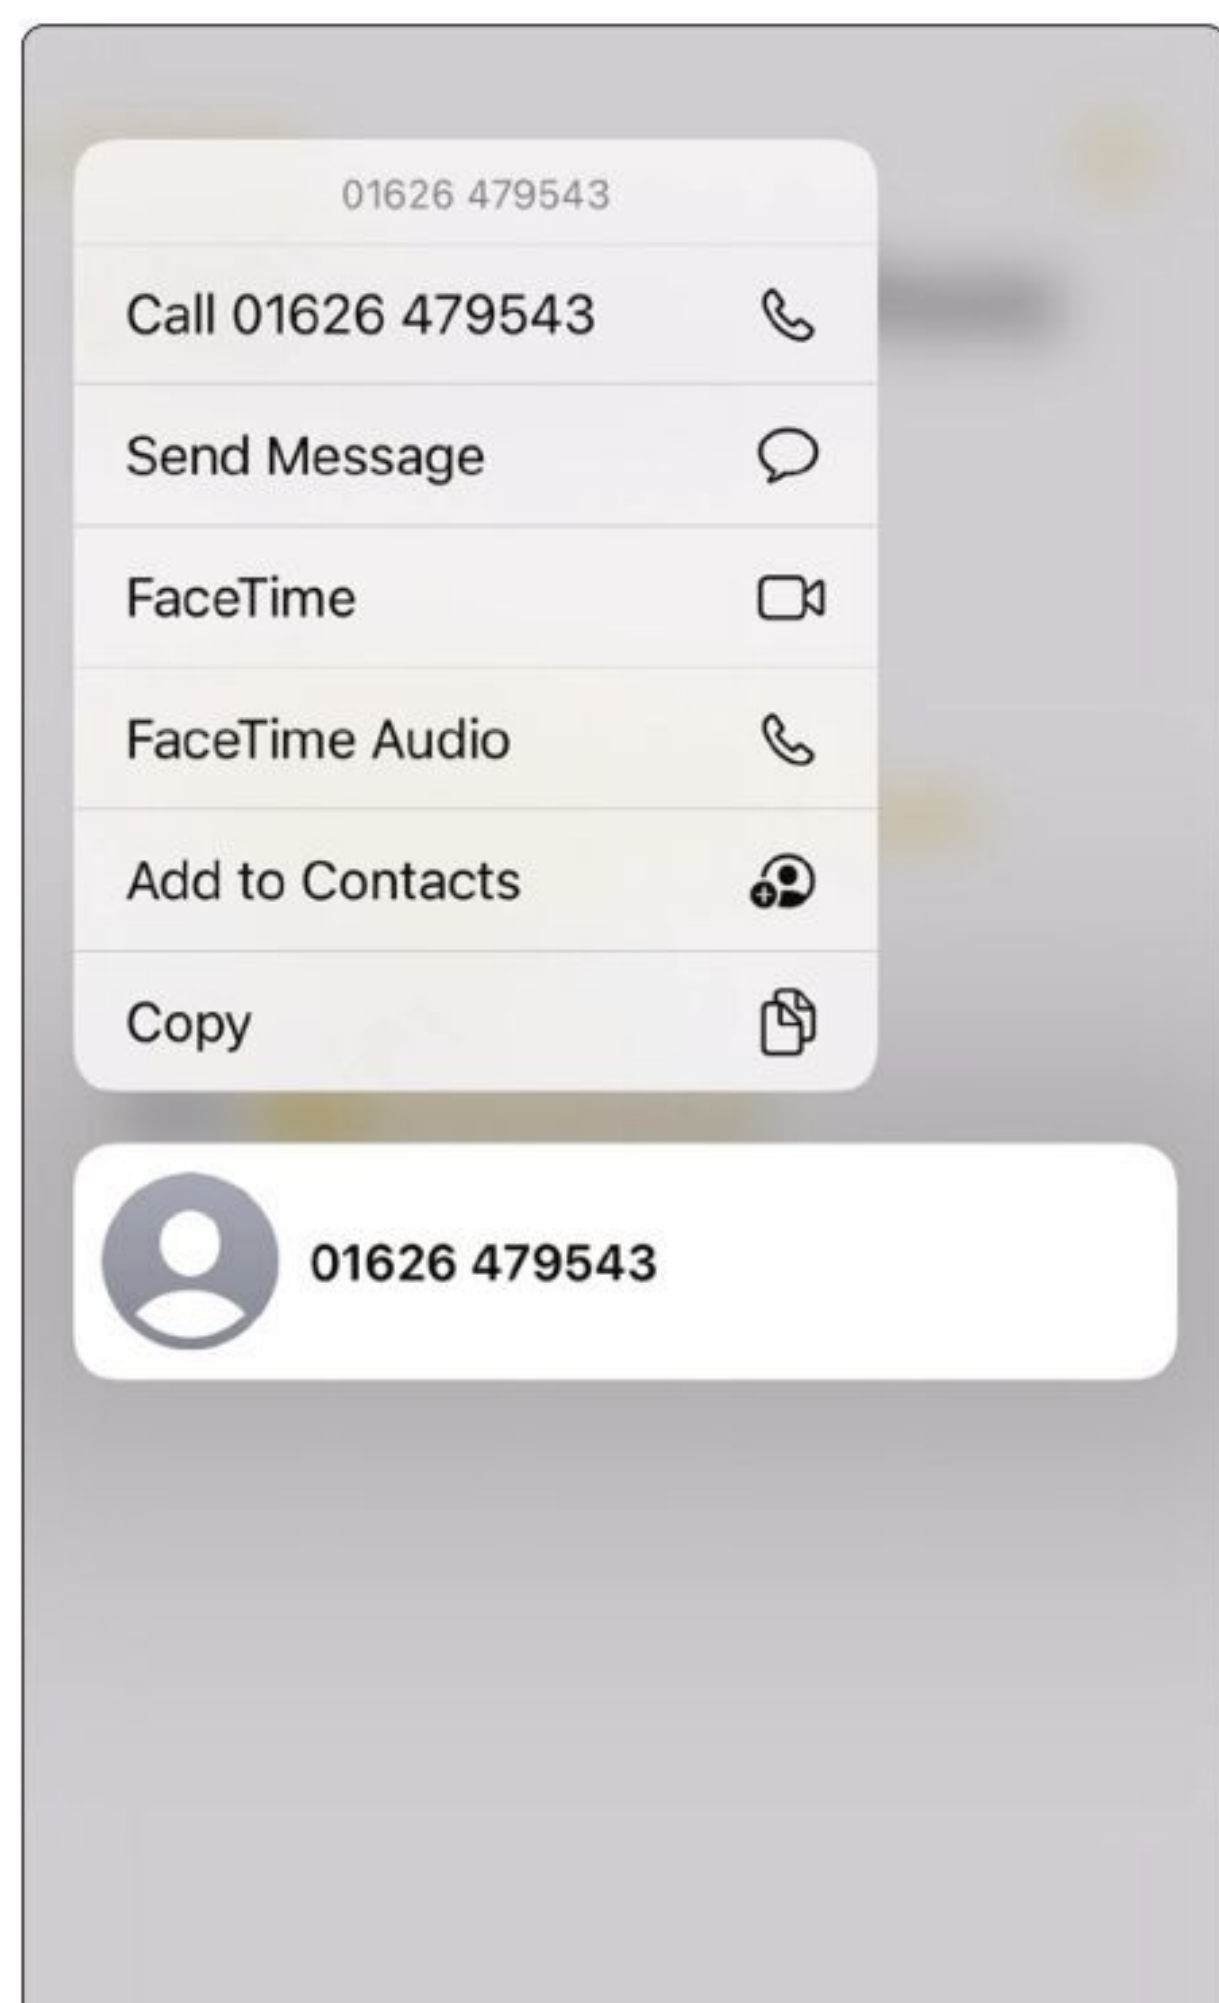 01626 479543
Call 01626 479543
Send Message
FaceTime
FaceTime Audio
Add to Contacts
Copy
01626 479543